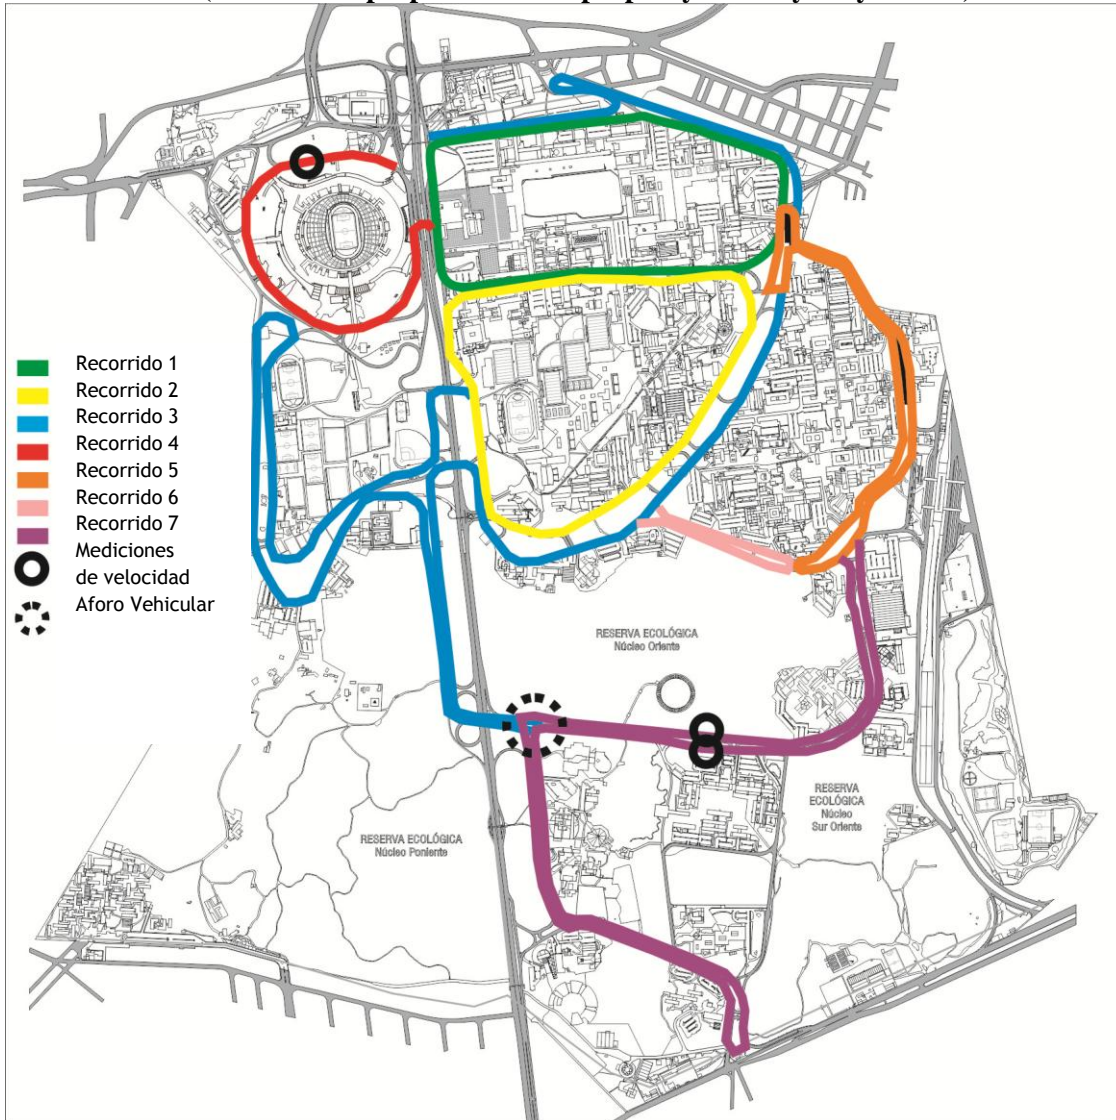 Recorrido 1
Recorrido 2
Recorrido 3
Recorrido 4
Recorrido 5
Recorrido 6
Recorrido 7
Mediciones
de velocidad
Aforo Vehicular
RESERVA ECOLÓGICA
Núcleo Oriente
RESERVA
ECOLÓGICA
Núcleo
Sur Oriente
RESERVA ECOLÓGICA
Núcleo Poniente